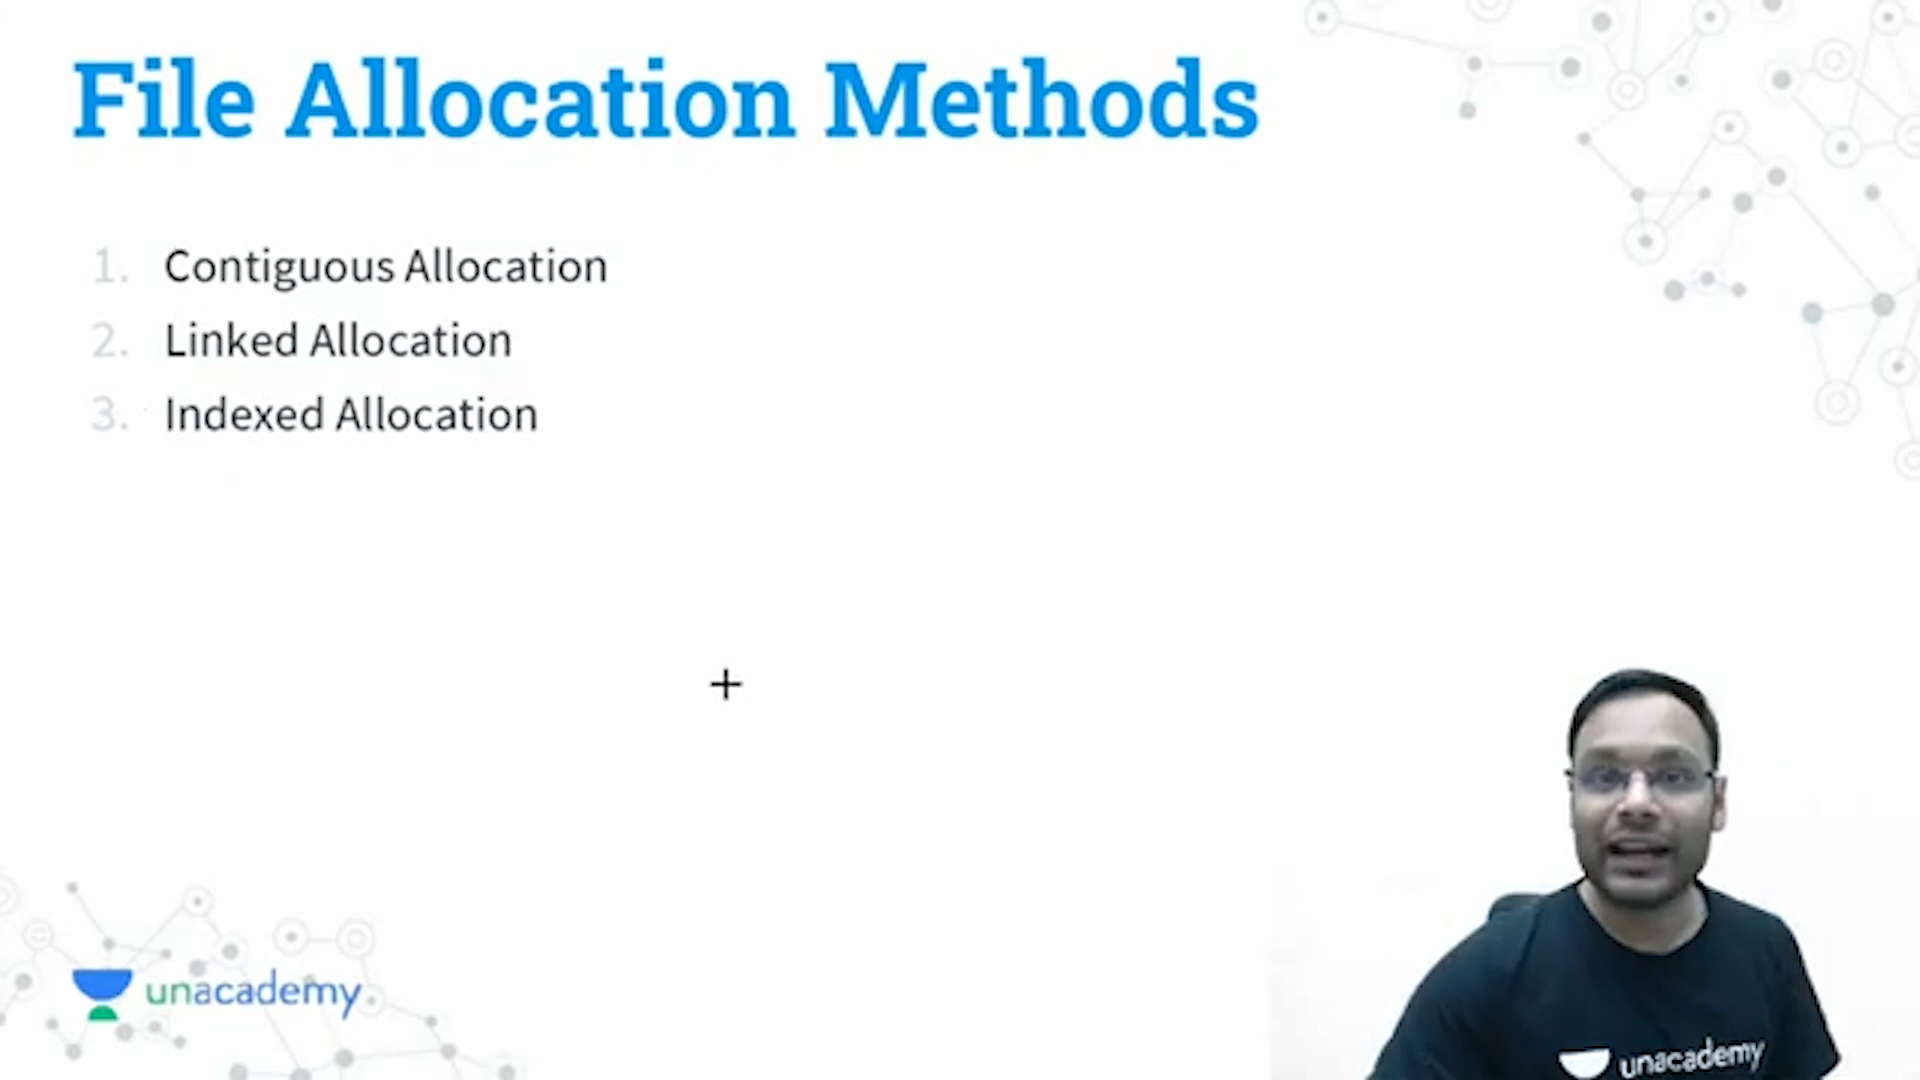 File Allocation Methods
1. Contiguous Allocation
2. Linked Allocation
3. Indexed Allocation
unacademy
unacademy